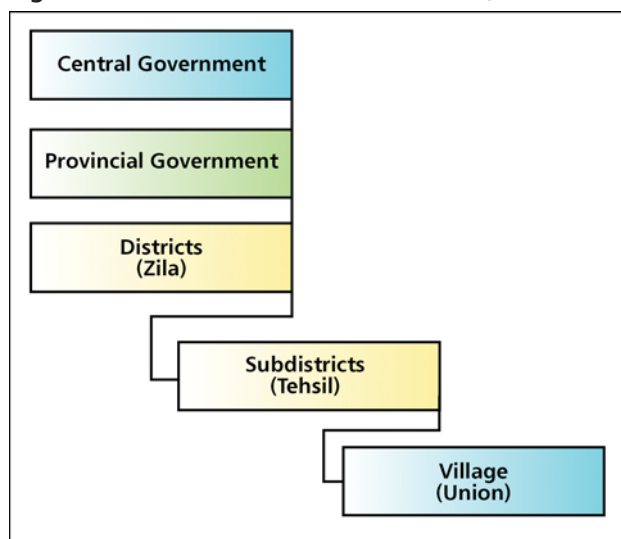 Central Government
Provincial Government
Districts
(Zila)
Subdistricts
(Tehsil)
Village
(Union)